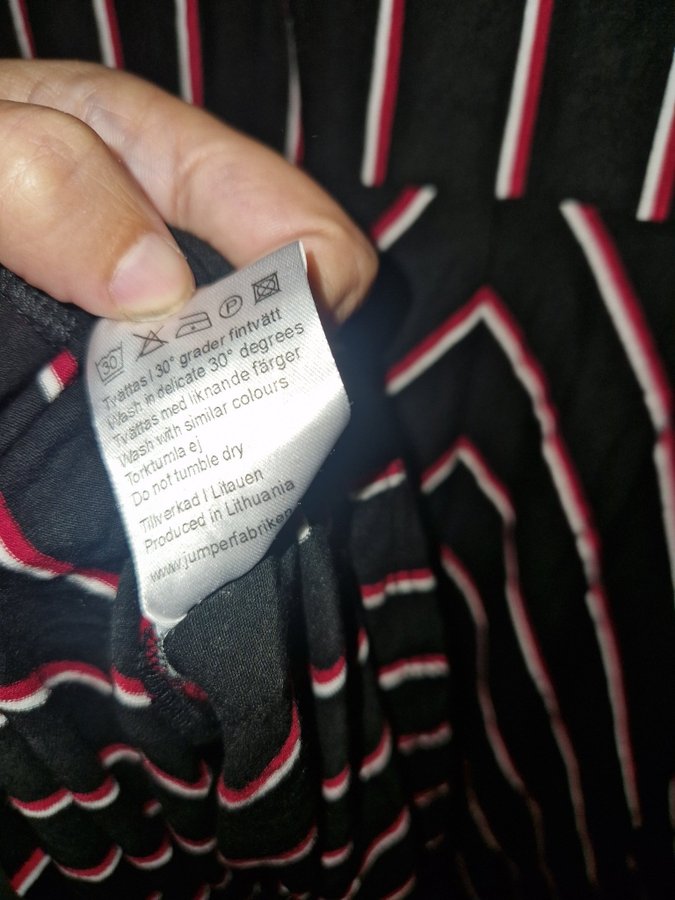 30
P
Tvättas I 30° grader fintvätt
Wash in delicate 30° degrees
Tvättas med liknande färger
Wash with similar colours
Torktumla ej
Do not tumble dry
Tillverkad I Litauen
Produced in Lithuania
www.jumperfabriken